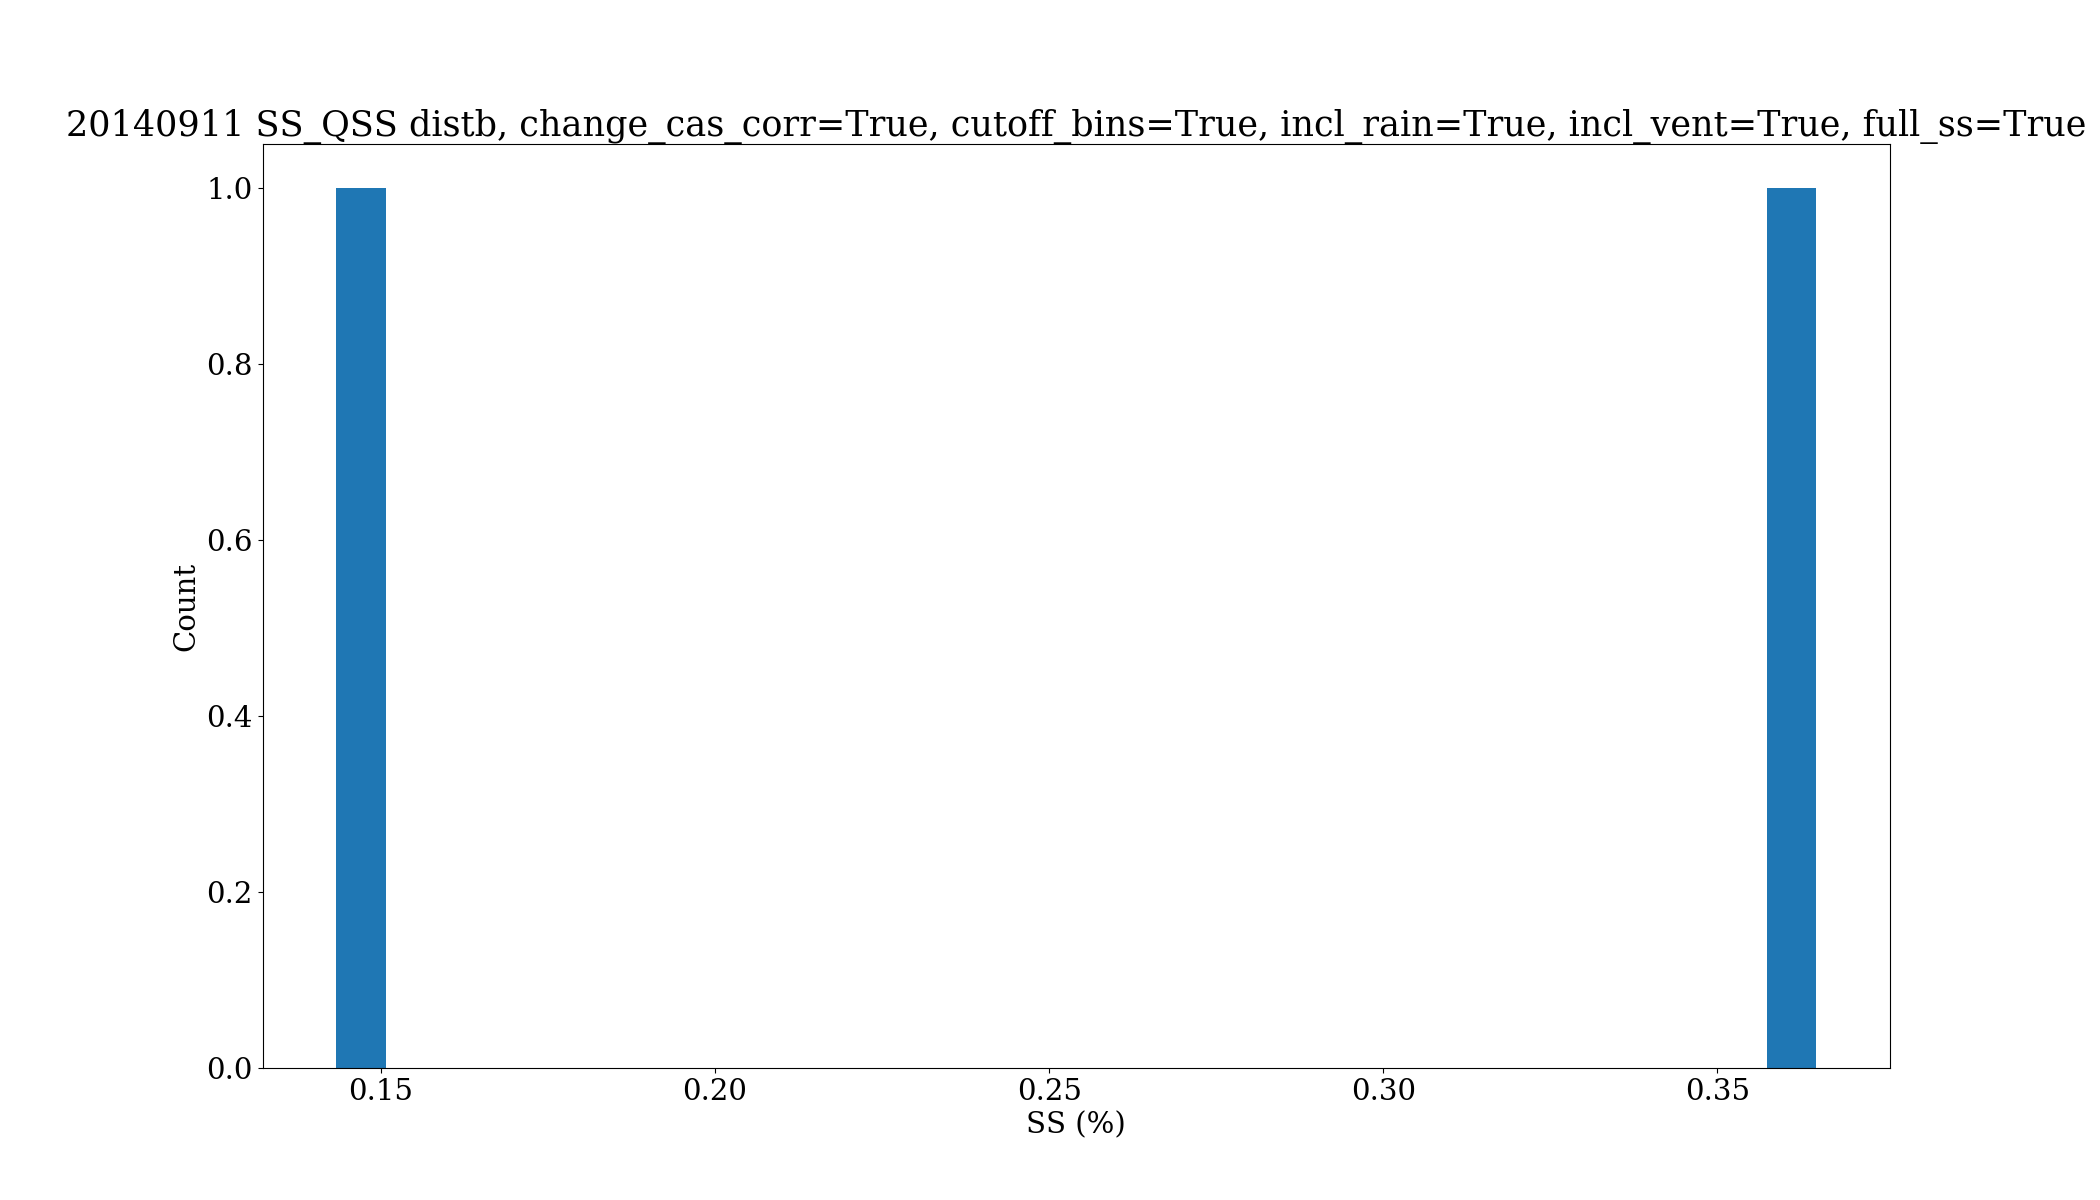 20140911 SS_QSS distb, change_cas_corr=True, cutoff_bins=True, incl_rain=True, incl_vent=True, full_ss=True
1.0
0.8
0.6
0.4
0.2
0.0
Count
0.15 0.20 0.25 0.30 0.35
SS (%)